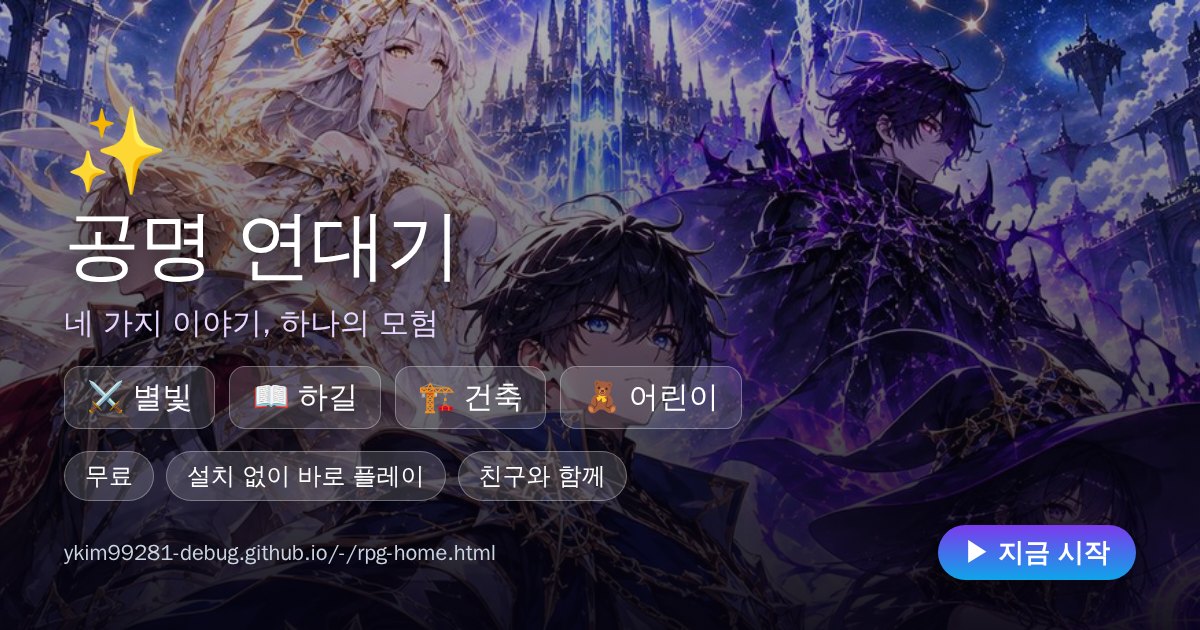 공명 연대기
네 가지 이야기, 하나의 모험
⚔️ 별빛 📖 하길 🏗️ 건축 🧸 어린이
무료 설치 없이 바로 플레이 친구와 함께
ykim99281-debug.github.io/-/rpg-home.html
▶ 지금 시작